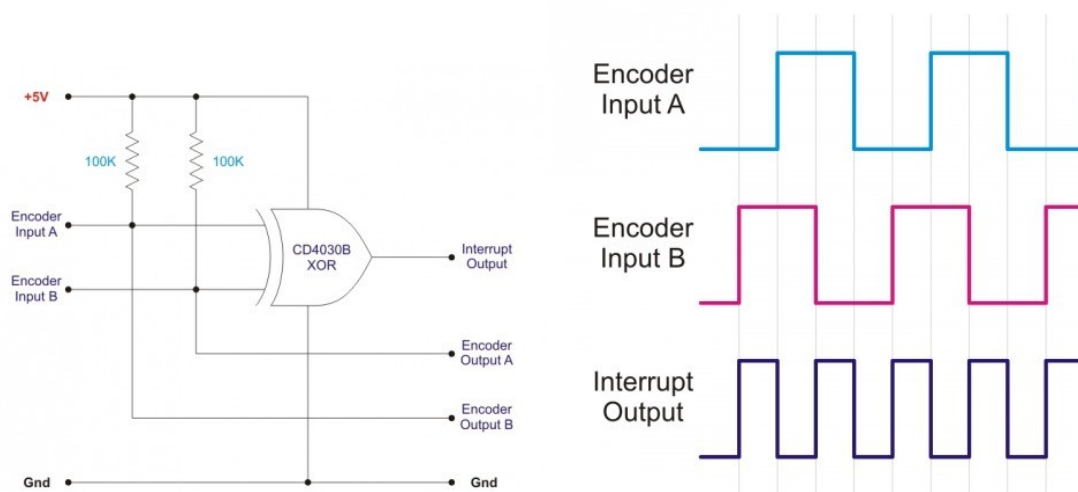 +5V
100K
100K
Encoder
Input A
CD4030B
XOR
Interrupt
Output
Encoder
Input B
Encoder
Output A
Encoder
Output B
Gnd
Gnd
Encoder
Input A
Encoder
Input B
Interrupt
Output